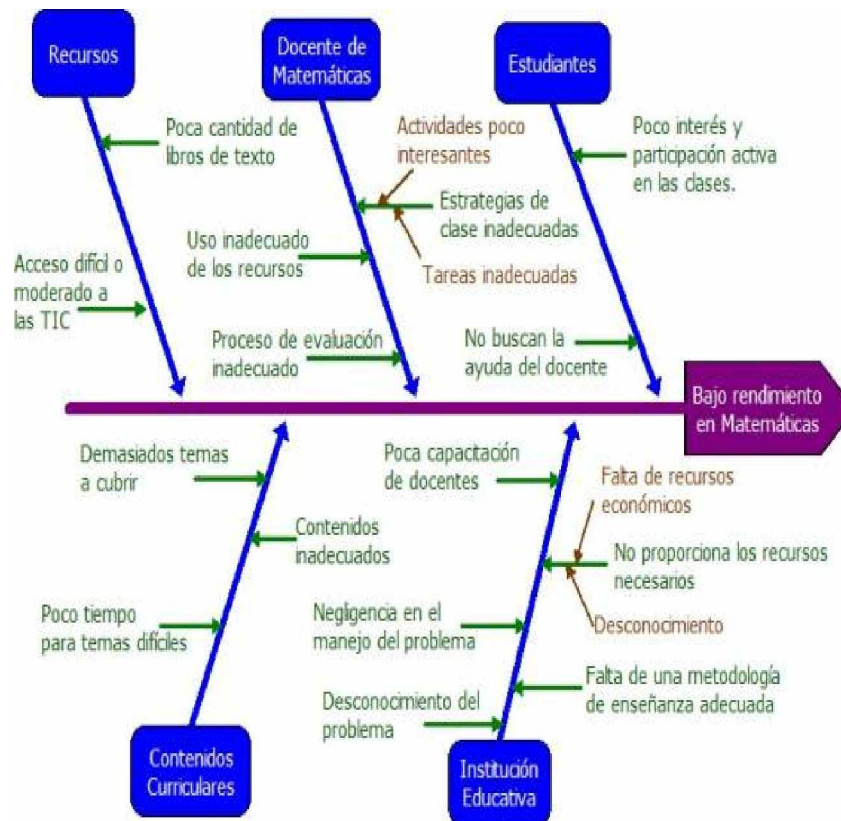 Recursos
Docente de
Matemáticas
Estudiantes
Poca cantidad de
libros de texto
Actividades poco
interesantes
Poco interés y
participación activa
en las clases.
Estrategias de
clase inadecuadas
Uso inadecuado
de los recursos
Tareas inadecuadas
Acceso difícil o
moderado a
las TIC
Proceso de evaluación
inadecuado
No buscan la
ayuda del docente
Bajo rendimiento
en Matemáticas
Demasiados temas
a cubrir
Poca capacitación
de docentes
Falta de recursos
económicos
Contenidos
inadecuados
No proporciona los recursos
necesarios
Poco tiempo
para temas difíciles
Negligencia en el
manejo del problema
Desconocimiento
Falta de una metodología
de enseñanza adecuada
Desconocimiento del
problema
Contenidos
Curriculares
Institución
Educativa